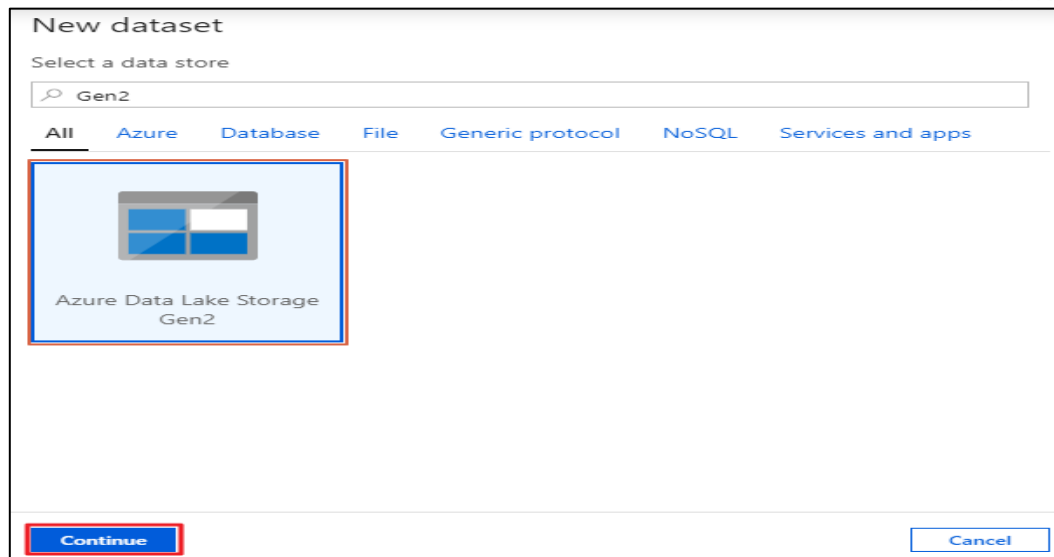 New dataset
Select a data store
Gen2
All Azure Database File Generic protocol NoSQL Services and apps
Azure Data Lake Storage
Gen2
Continue Cancel